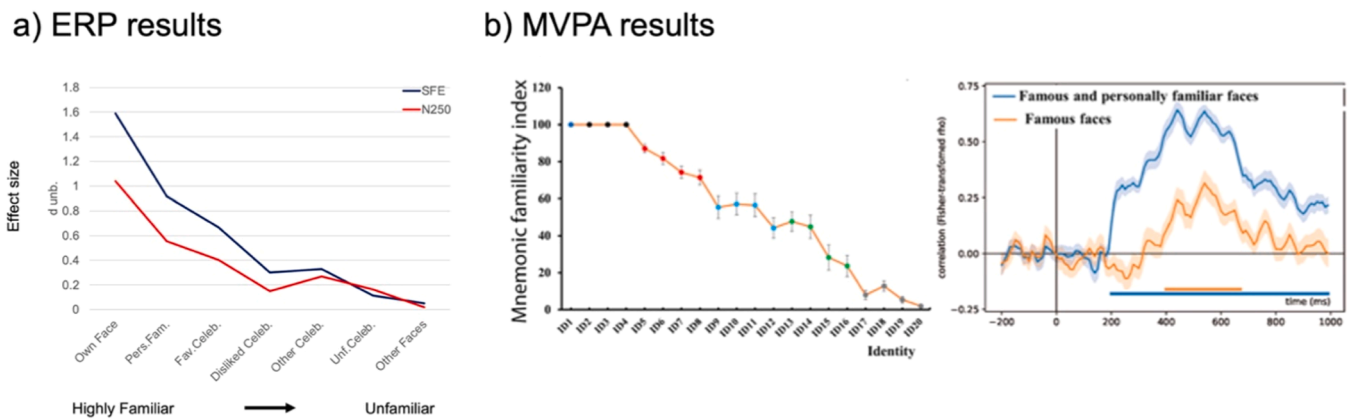 a) ERP results
b) MVPA results
Effect size
d unb.
1.8
1.6
1.4
1.2
1
0.8
0.6
0.4
0.2
0
SFE
N250
Own Face
Pers.Fam.
Fav.Celeb.
Disliked Celeb.
Other Celeb.
Unf.Celeb.
Other Faces
Highly Familiar
Unfamiliar
Mnemonic familiarity index
120
100
80
60
40
20
0
ID1
ID2
ID3
ID4
ID5
ID6
ID7
ID8
ID9
ID10
ID11
ID12
ID13
ID14
ID15
ID16
ID17
ID18
ID19
ID20
Identity
correlation (Fisher-transfomred rho)
0.75
0.50
0.25
0.00
−0.25
Famous and personally familiar faces
Famous faces
time (ms)
−200
0
200
400
600
800
1000